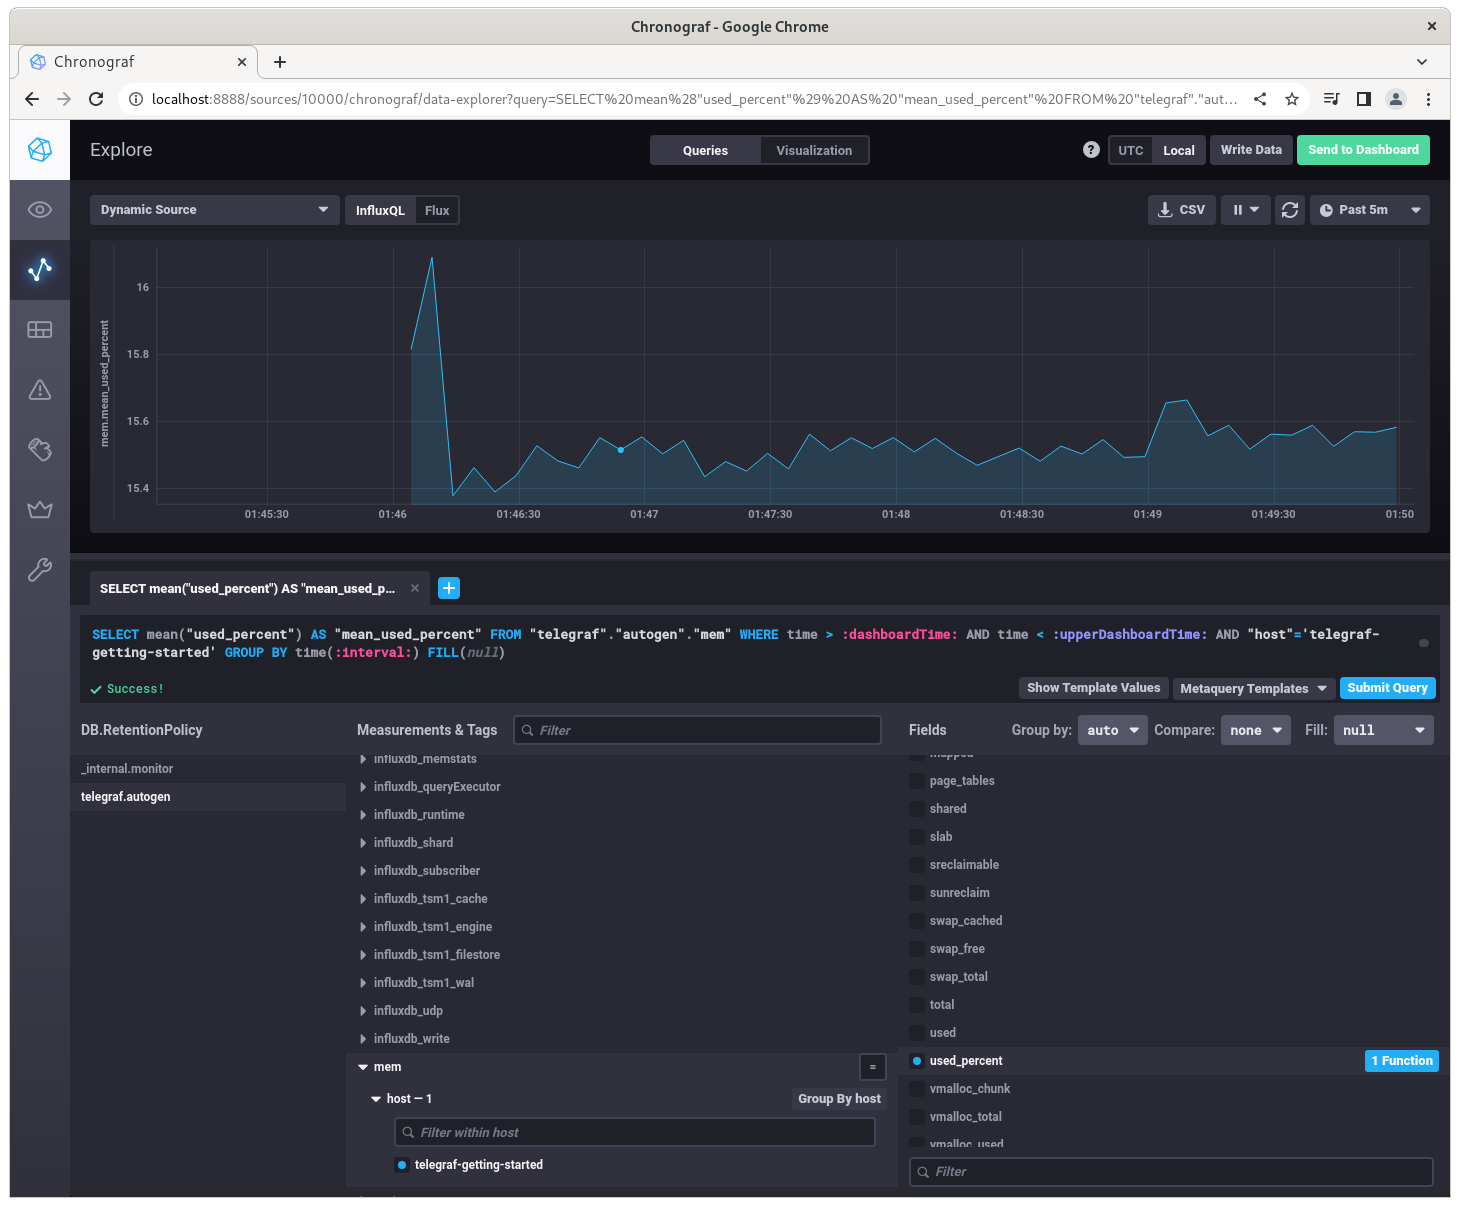 Chronograf - Google Chrome
Chronograf
localhost:8888/sources/10000/chronograf/data-explorer?query=SELECT%20mean%28"used_percent"%29%20AS%20"mean_used_percent"%20FROM%20"telegraf"."aut...
Explore
Queries
Visualization
UTC
Local
Write Data
Send to Dashboard
Dynamic Source
InfluxQL
Flux
CSV
Past 5m
mem.mean_used_percent
16
15.8
15.6
15.4
01:45:30
01:46
01:46:30
01:47
01:47:30
01:48
01:48:30
01:49
01:49:30
01:50
SELECT mean("used_percent") AS "mean_used_p...
SELECT mean("used_percent") AS "mean_used_percent" FROM "telegraf"."autogen"."mem" WHERE time > :dashboardTime: AND time < :upperDashboardTime: AND "host"='telegraf-
getting-started' GROUP BY time(:interval:) FILL(null)
Success!
Show Template Values
Metaquery Templates
Submit Query
DB.RetentionPolicy
_internal.monitor
telegraf.autogen
Measurements & Tags
Filter
influxdb_memstats
influxdb_queryExecutor
influxdb_runtime
influxdb_shard
influxdb_subscriber
influxdb_tsm1_cache
influxdb_tsm1_engine
influxdb_tsm1_filestore
influxdb_tsm1_wal
influxdb_udp
influxdb_write
mem
=
host — 1
Group By host
Filter within host
telegraf-getting-started
Fields
Group by:
auto
Compare:
none
Fill:
null
mapped
page_tables
shared
slab
sreclaimable
sunreclaim
swap_cached
swap_free
swap_total
total
used
used_percent
1 Function
vmalloc_chunk
vmalloc_total
vmalloc_used
Filter